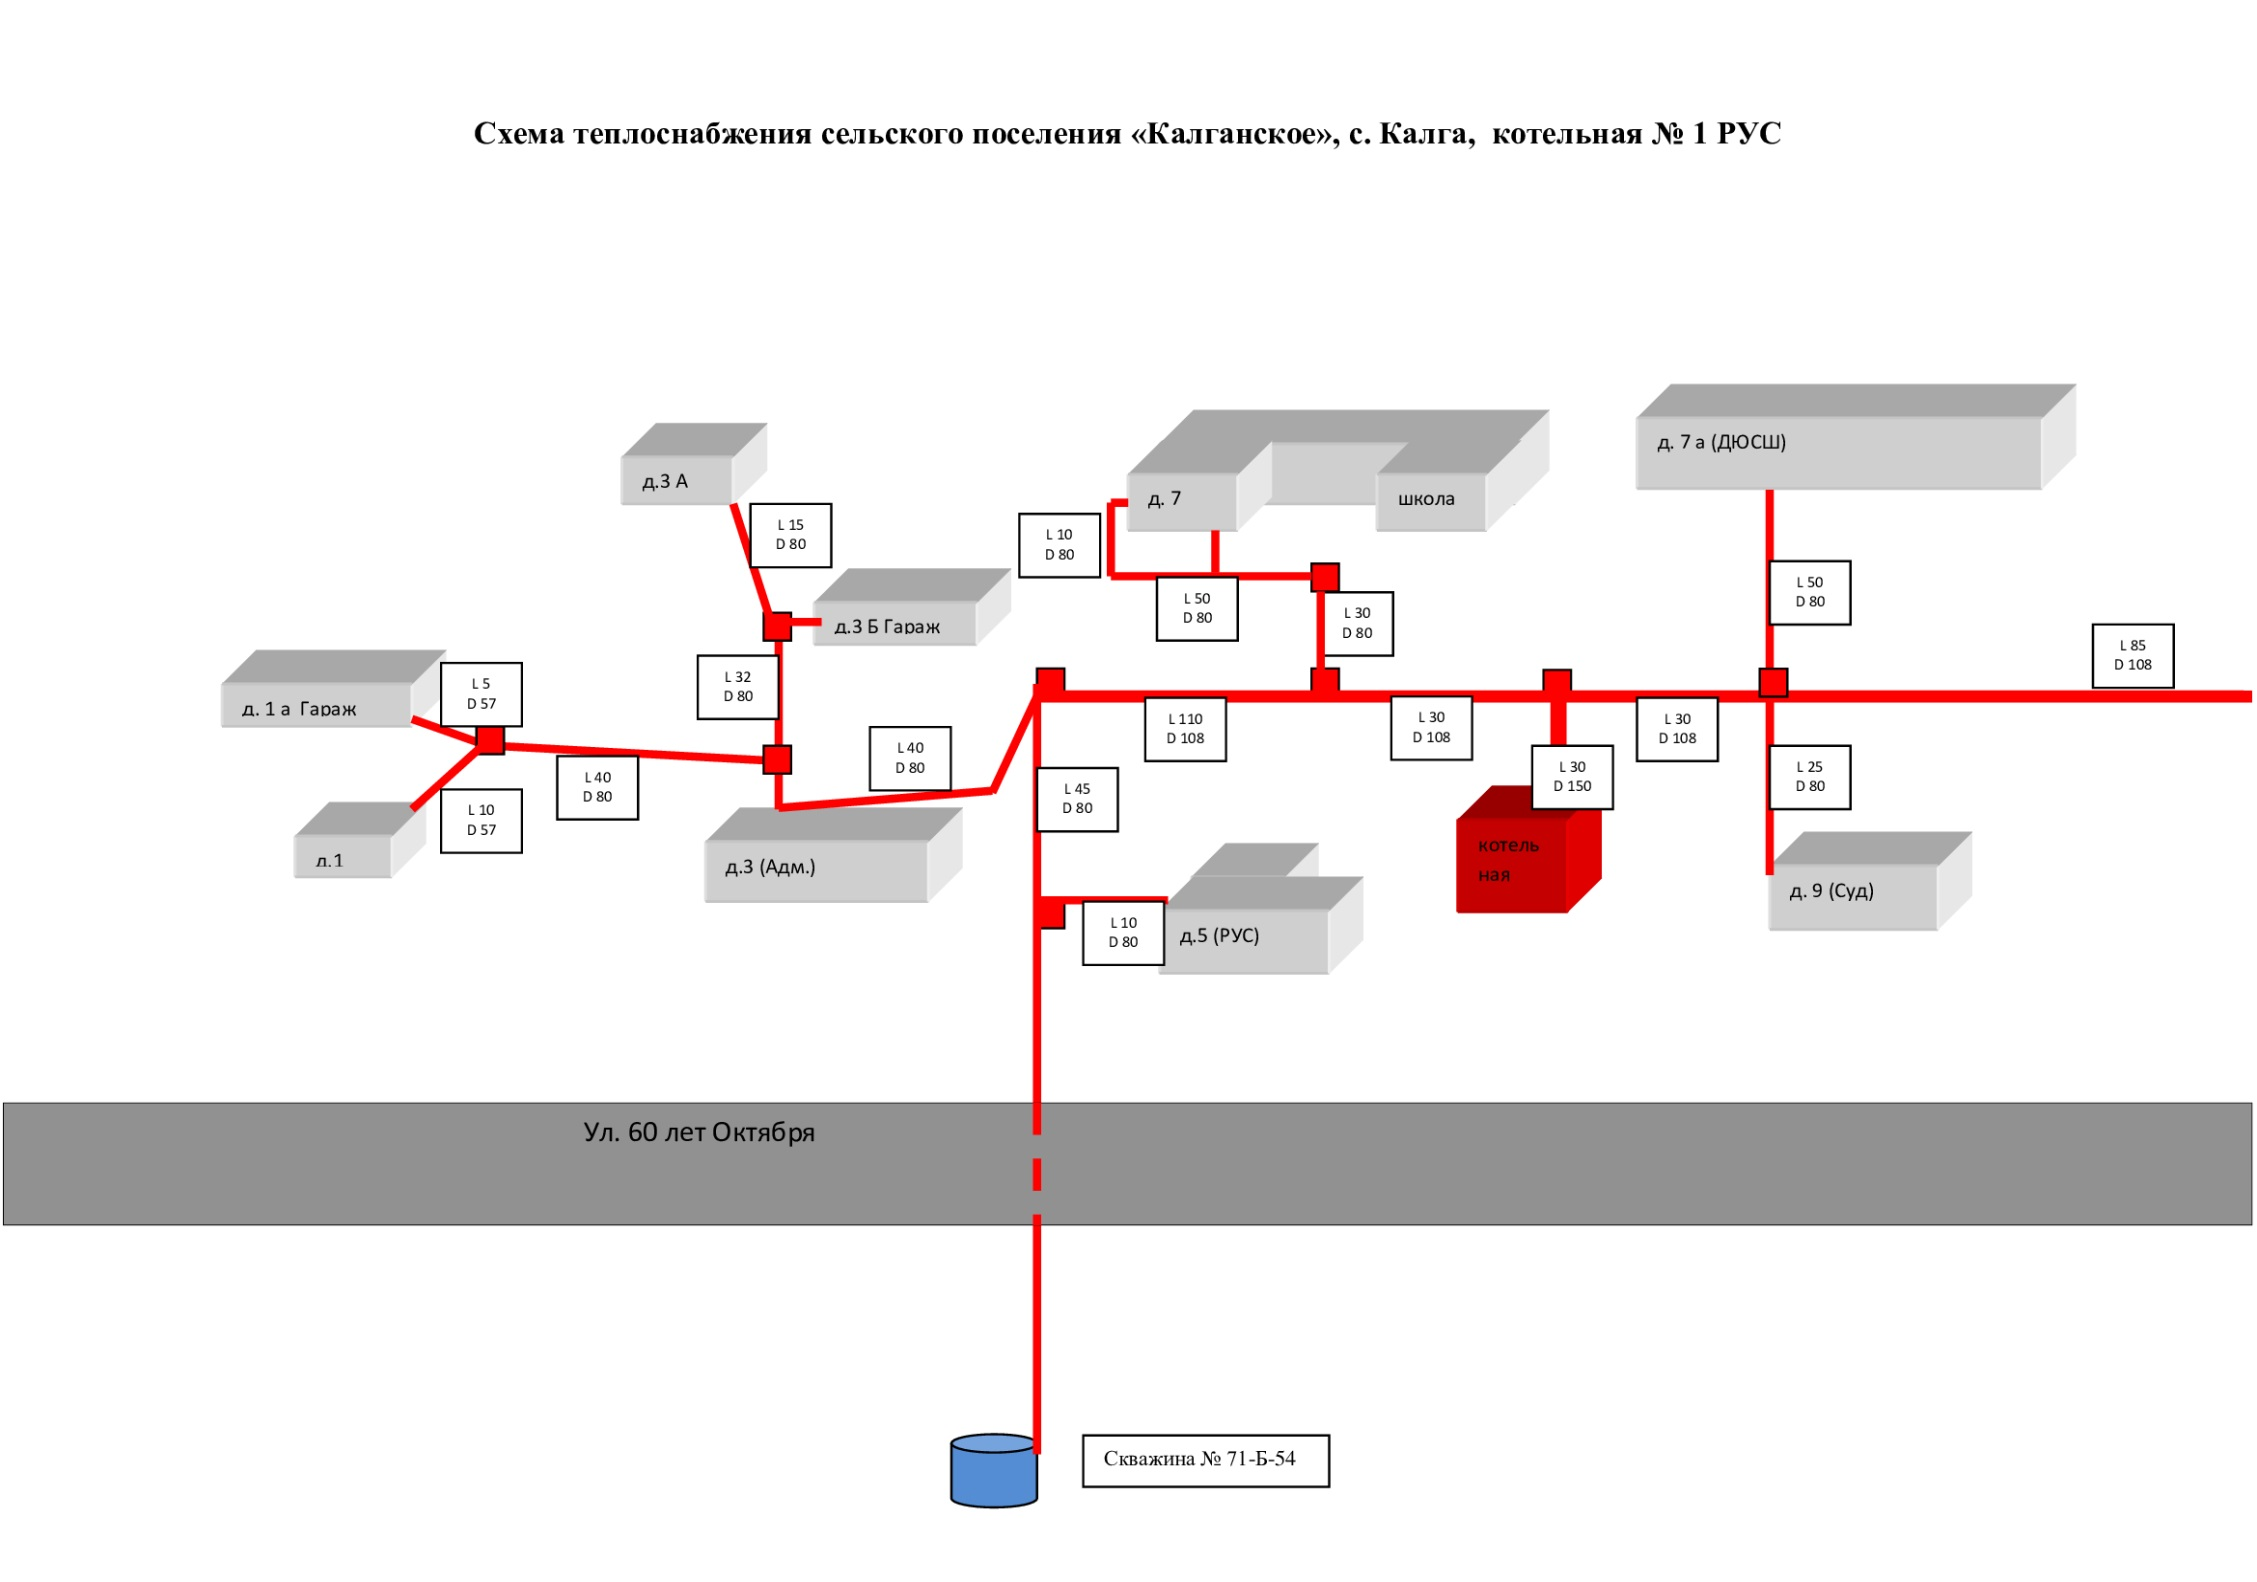 Схема теплоснабжения сельского поселения «Калганское», с. Калга,  котельная № 1 РУС
д. 7 а (ДЮСШ)
д.3 А
д. 7
школа
L 15
D 80
L 10
D 80
L 50
D 80
L 50
D 80
L 30
D 80
д.3 Б Гараж
L 85
D 108
L 5
D 57
L 32
D 80
д. 1 а  Гараж
L 110
D 108
L 30
D 108
L 30
D 108
L 40
D 80
L 40
D 80
L 45
D 80
L 30
D 150
L 25
D 80
L 10
D 57
котель
ная
д.1
д.3 (Адм.)
д. 9 (Суд)
L 10
D 80
д.5 (РУС)
Ул. 60 лет Октября
Скважина № 71-Б-54